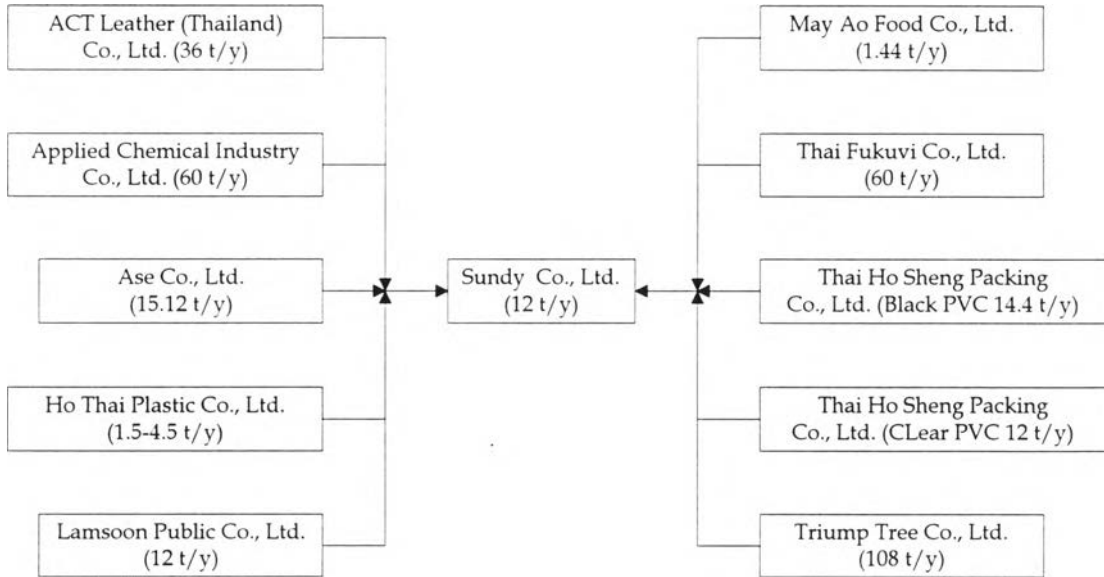 ACT Leather (Thailand)
Co., Ltd. (36 t/y)
Applied Chemical Industry
Co., Ltd. (60 t/y)
Ase Co., Ltd.
(15.12 t/y)
Ho Thai Plastic Co., Ltd.
(1.5-4.5 t/y)
Lamsoon Public Co., Ltd.
(12 t/y)
Sundy Co., Ltd.
(12 t/y)
May Ao Food Co., Ltd.
(1.44 t/y)
Thai Fukuvi Co., Ltd.
(60 t/y)
Thai Ho Sheng Packing
Co., Ltd. (Black PVC 14.4 t/y)
Thai Ho Sheng Packing
Co., Ltd. (CLear PVC 12 t/y)
Triump Tree Co., Ltd.
(108 t/y)